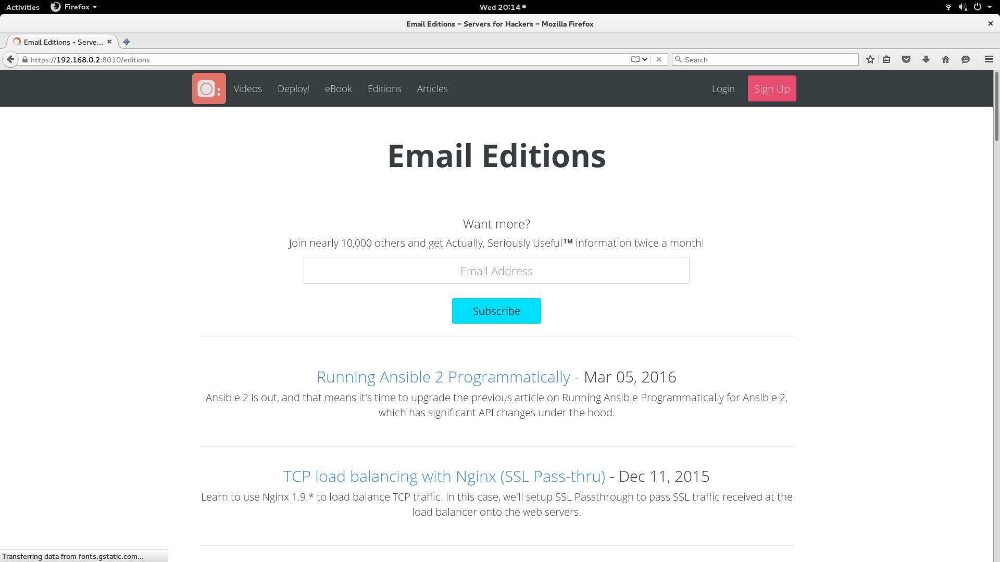 Activities Firefox Wed 20:14
Email Editions – Servers for Hackers – Mozilla Firefox
Email Editions - Serve...
https://192.168.0.2:8010/editions Search
Videos Deploy! eBook Editions Articles Login Sign Up
Email Editions
Want more?
Join nearly 10,000 others and get Actually, Seriously Useful™ information twice a month!
Email Address
Subscribe
Running Ansible 2 Programmatically - Mar 05, 2016
Ansible 2 is out, and that means it's time to upgrade the previous article on Running Ansible Programmatically for Ansible 2,
which has significant API changes under the hood.
TCP load balancing with Nginx (SSL Pass-thru) - Dec 11, 2015
Learn to use Nginx 1.9.* to load balance TCP traffic. In this case, we'll setup SSL Passthrough to pass SSL traffic received at the
load balancer onto the web servers.
Transferring data from fonts.gstatic.com...